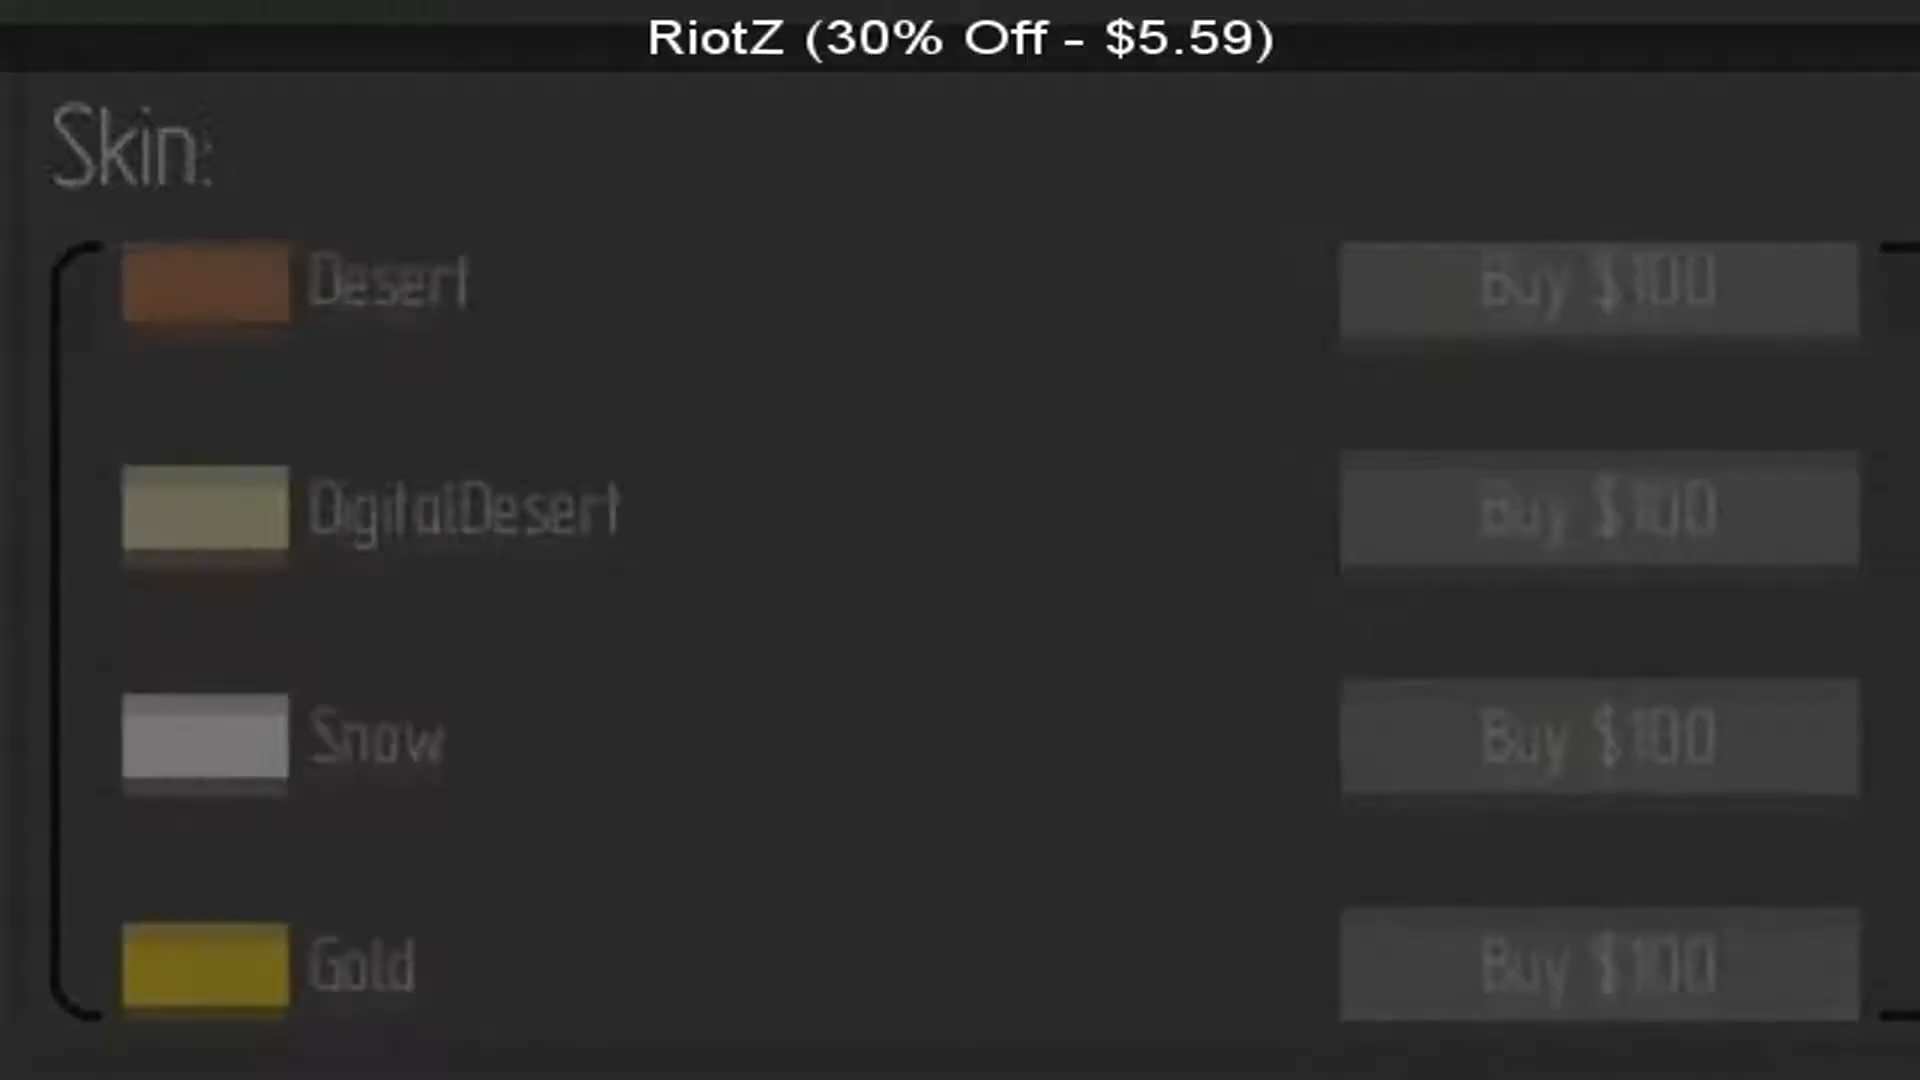 RiotZ (30% Off - $5.59)
Skin:
Desert Buy $100
DigitalDesert Buy $100
Snow Buy $100
Gold Buy $100